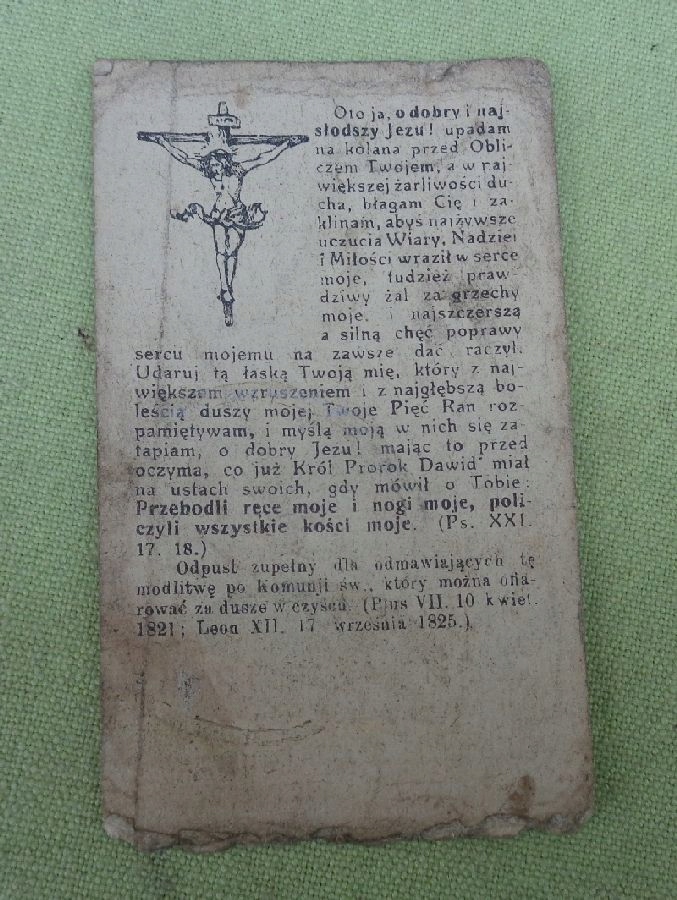 Oto ja, o dobry i naj-
słodszy Jezu! upadam
na kolana przed Obli-
czem Twojem, a w naj-
większej żarliwości du-
cha, błagam Cię i za-
klinam, abyś najżywsze
uczucia Wiary, Nadziei
i Miłości wraził w serce
moje, tudzież praw-
dziwy żal za grzechy
moje, i najszczerszą
a silną chęć poprawy
sercu mojemu na zawsze dać raczył.
Udaruj tą łaską Twoją mię, który z naj-
większem wzruszeniem i z najgłębszą bo-
leścią duszy mojej Twoje Pięć Ran roz-
pamiętywam, i myślą moją w nich się za-
tapiam, o dobry Jezu! mając to przed
oczyma, co już Król Prorok Dawid miał
na ustach swoich, gdy mówił o Tobie:
Przebodli ręce moje i nogi moje, poli-
czyli wszystkie kości moje. (Ps. XXI.
17. 18.)
Odpust zupełny dla odmawiających tę
modlitwę po Komunji św., który można ofia-
rować za dusze w czyścu. (Pius VII. 10 kwiet.
1821; Leon XII. 17 września 1825.).